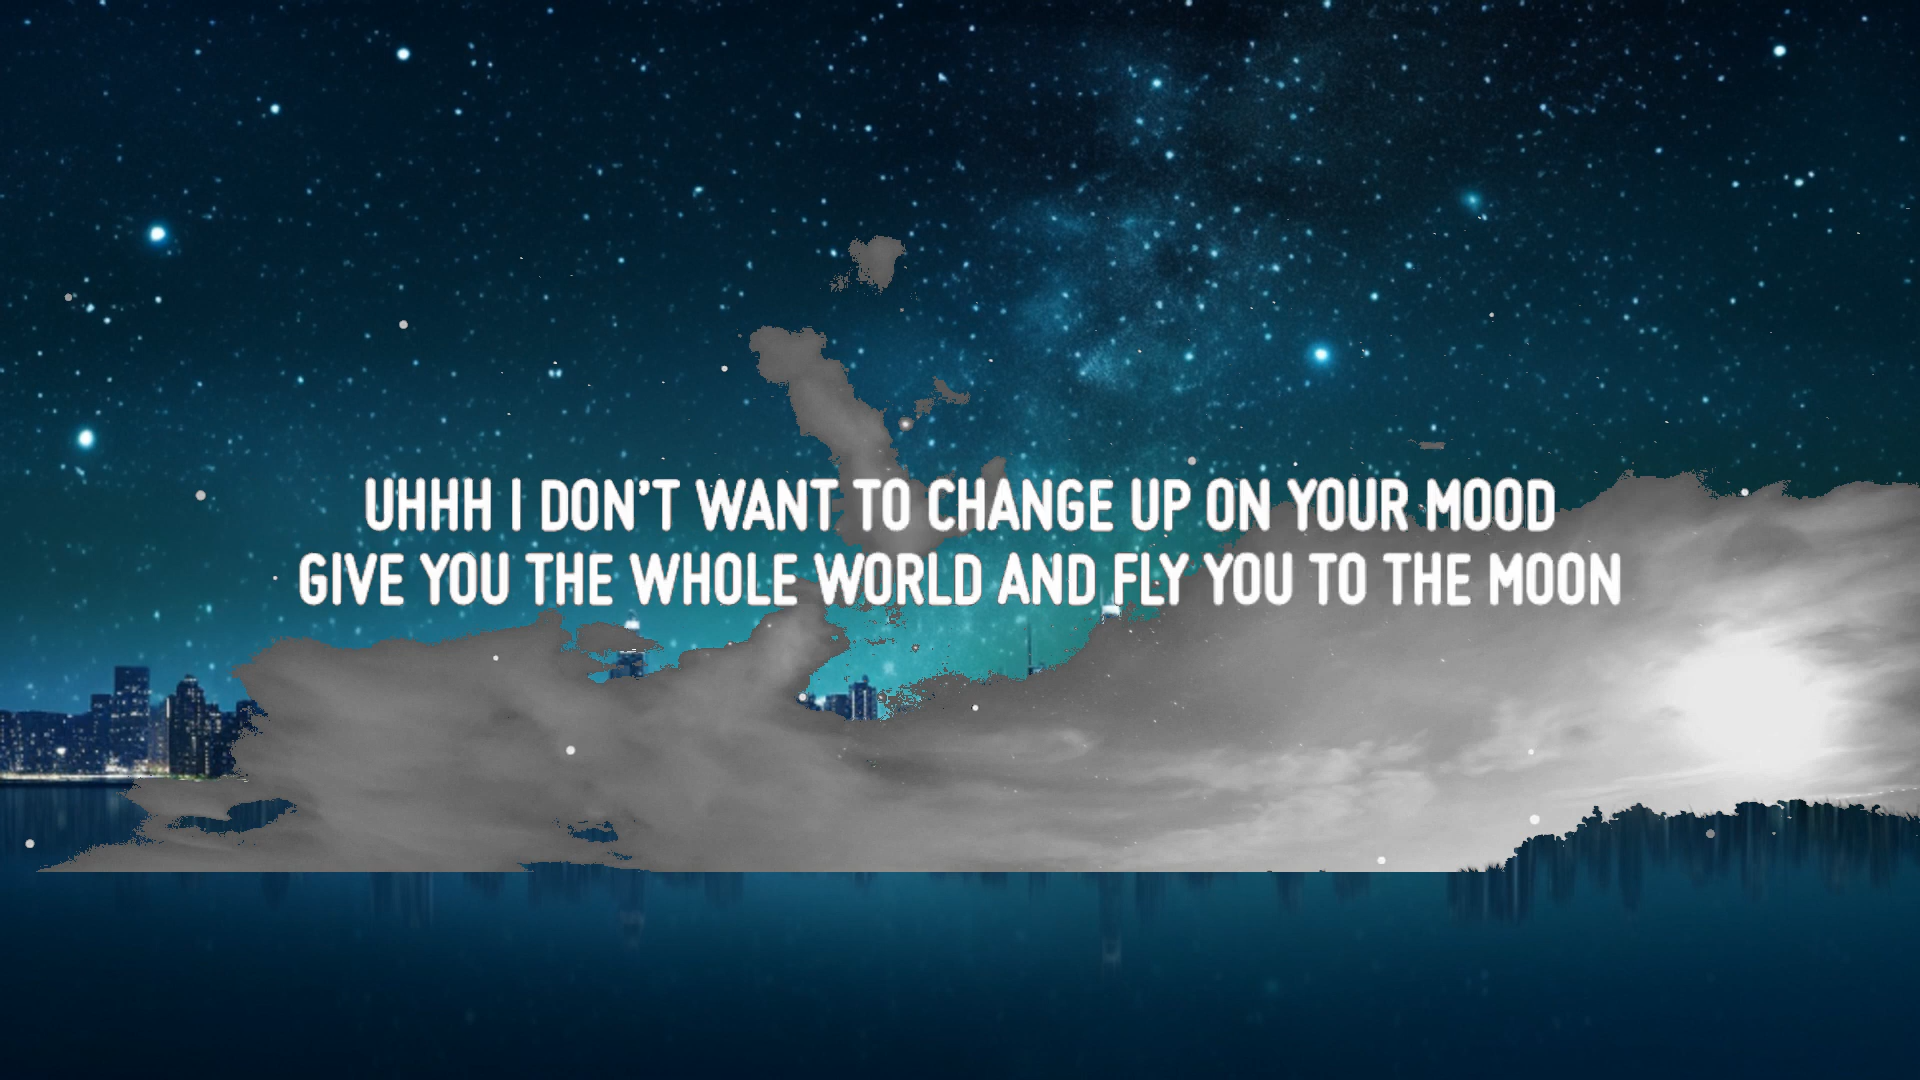 UHHH I DON'T WANT TO CHANGE UP ON YOUR MOOD
GIVE YOU THE WHOLE WORLD AND FLY YOU TO THE MOON